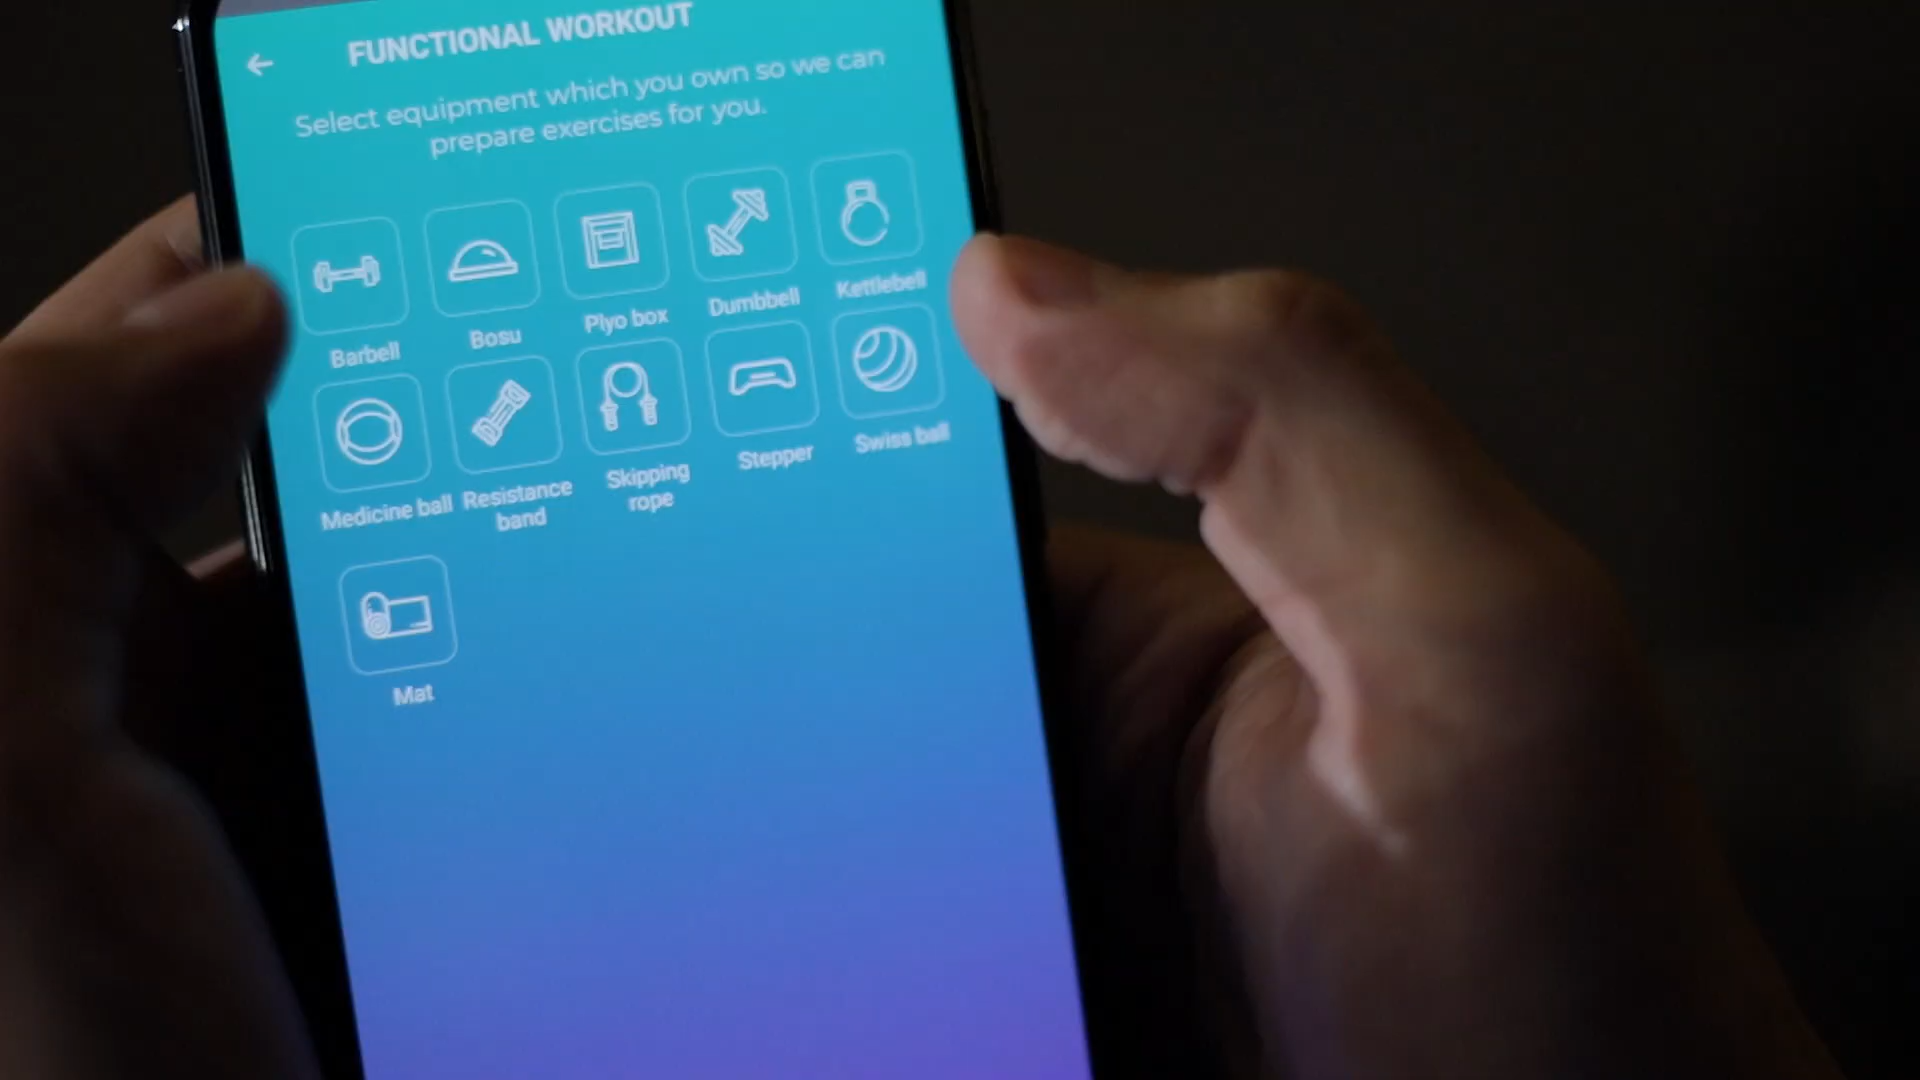 FUNCTIONAL WORKOUT
Select equipment which you own so we can
prepare exercises for you.
Barbell
Bosu
Plyo box
Dumbbell
Kettlebell
Medicine ball
Resistance
band
Skipping
rope
Stepper
Swiss ball
Mat